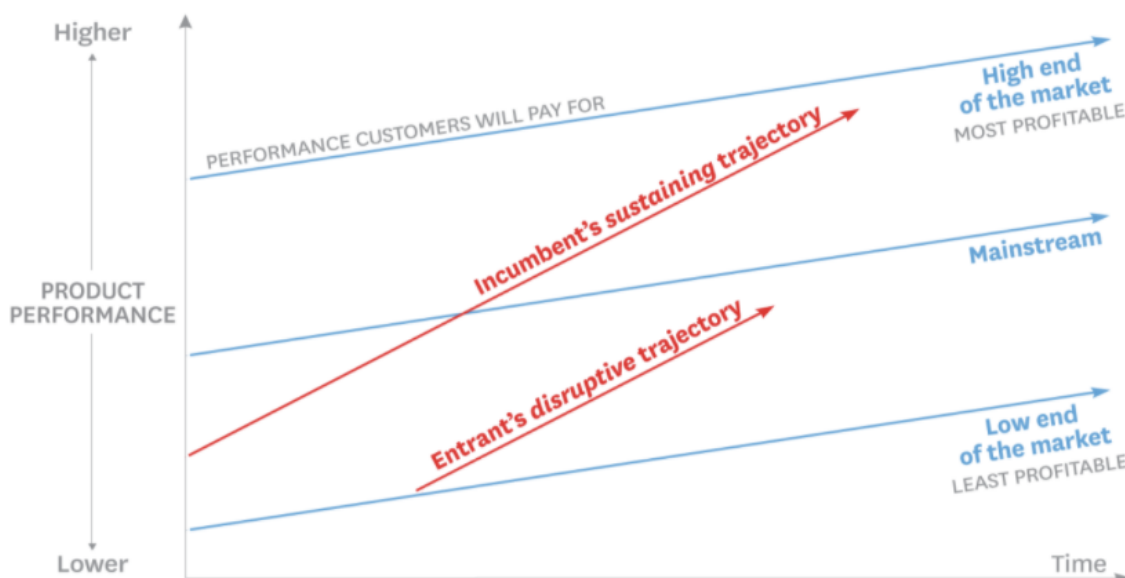 Higher
PERFORMANCE CUSTOMERS WILL PAY FOR
High end
of the market
MOST PROFITABLE
Incumbent’s sustaining trajectory
Mainstream
PRODUCT
PERFORMANCE
Entrant’s disruptive trajectory
Low end
of the market
LEAST PROFITABLE
Lower
Time